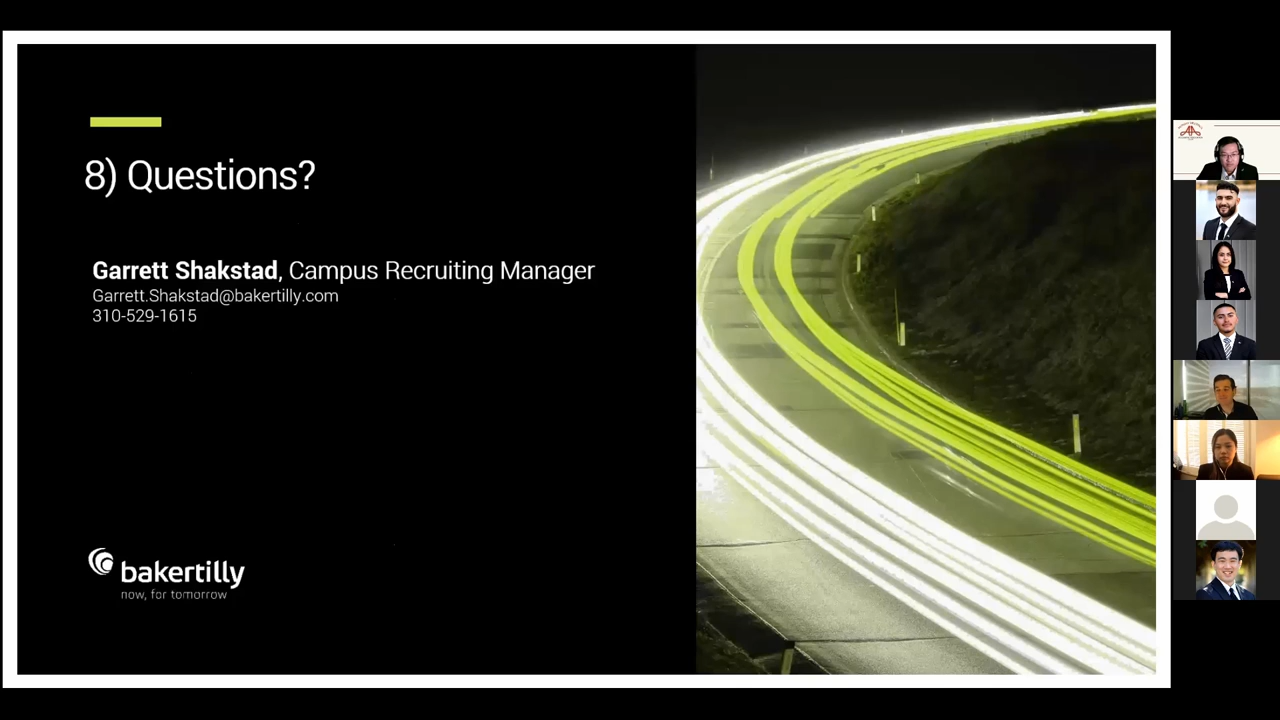 8) Questions?
Garrett Shakstad, Campus Recruiting Manager
Garrett.Shakstad@bakertilly.com
310-529-1615
bakertilly
now, for tomorrow